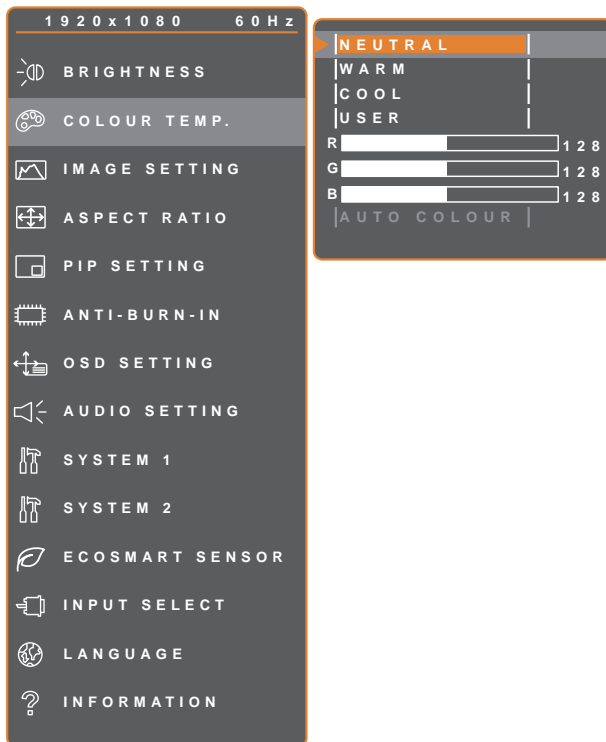 1920x1080 60Hz
BRIGHTNESS
COLOUR TEMP.
IMAGE SETTING
ASPECT RATIO
PIP SETTING
ANTI-BURN-IN
OSD SETTING
AUDIO SETTING
SYSTEM 1
SYSTEM 2
ECOSMART SENSOR
INPUT SELECT
LANGUAGE
INFORMATION
NEUTRAL
WARM
COOL
USER
R 128
G 128
B 128
AUTO COLOUR